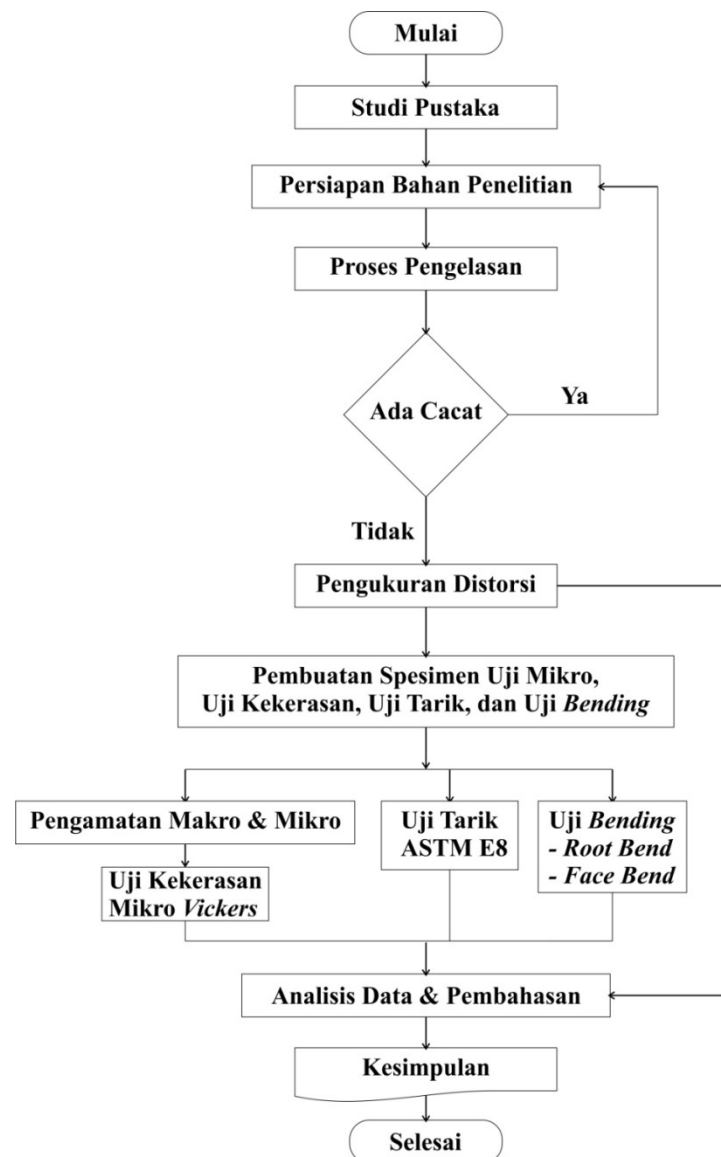 Mulai
Studi Pustaka
Persiapan Bahan Penelitian
Proses Pengelasan
Ada Cacat
Ya
Tidak
Pengukuran Distorsi
Pembuatan Spesimen Uji Mikro,
Uji Kekerasan, Uji Tarik, dan Uji Bending
Pengamatan Makro & Mikro
Uji Kekerasan
Mikro Vickers
Uji Tarik
ASTM E8
Uji Bending
- Root Bend
- Face Bend
Analisis Data & Pembahasan
Kesimpulan
Selesai